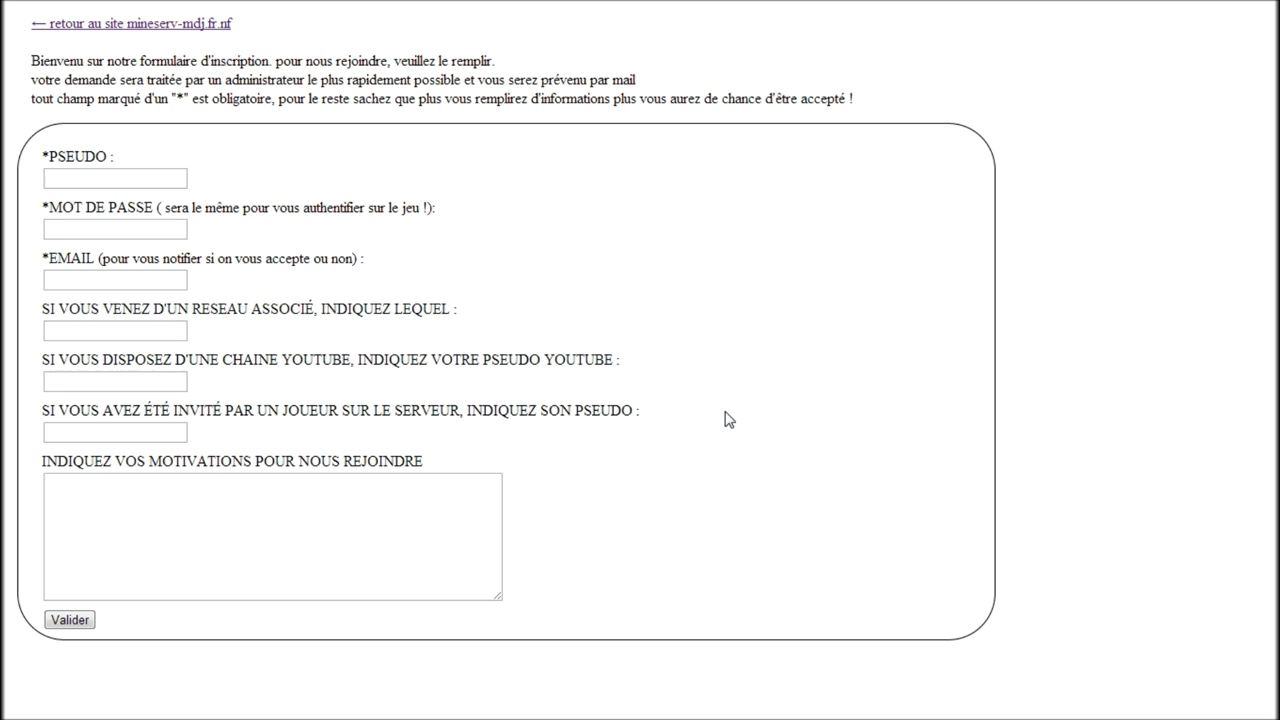 ← retour au site mineserv-mdj.fr.nf
Bienvenu sur notre formulaire d'inscription. pour nous rejoindre, veuillez le remplir.
votre demande sera traitée par un administrateur le plus rapidement possible et vous serez prévenu par mail
tout champ marqué d'un "*" est obligatoire, pour le reste sachez que plus vous remplirez d'informations plus vous aurez de chance d'être accepté !
*PSEUDO :
*MOT DE PASSE ( sera le même pour vous authentifier sur le jeu !):
*EMAIL (pour vous notifier si on vous accepte ou non) :
SI VOUS VENEZ D'UN RESEAU ASSOCIÉ, INDIQUEZ LEQUEL :
SI VOUS DISPOSEZ D'UNE CHAINE YOUTUBE, INDIQUEZ VOTRE PSEUDO YOUTUBE :
SI VOUS AVEZ ÉTÉ INVITÉ PAR UN JOUEUR SUR LE SERVEUR, INDIQUEZ SON PSEUDO :
INDIQUEZ VOS MOTIVATIONS POUR NOUS REJOINDRE
Valider